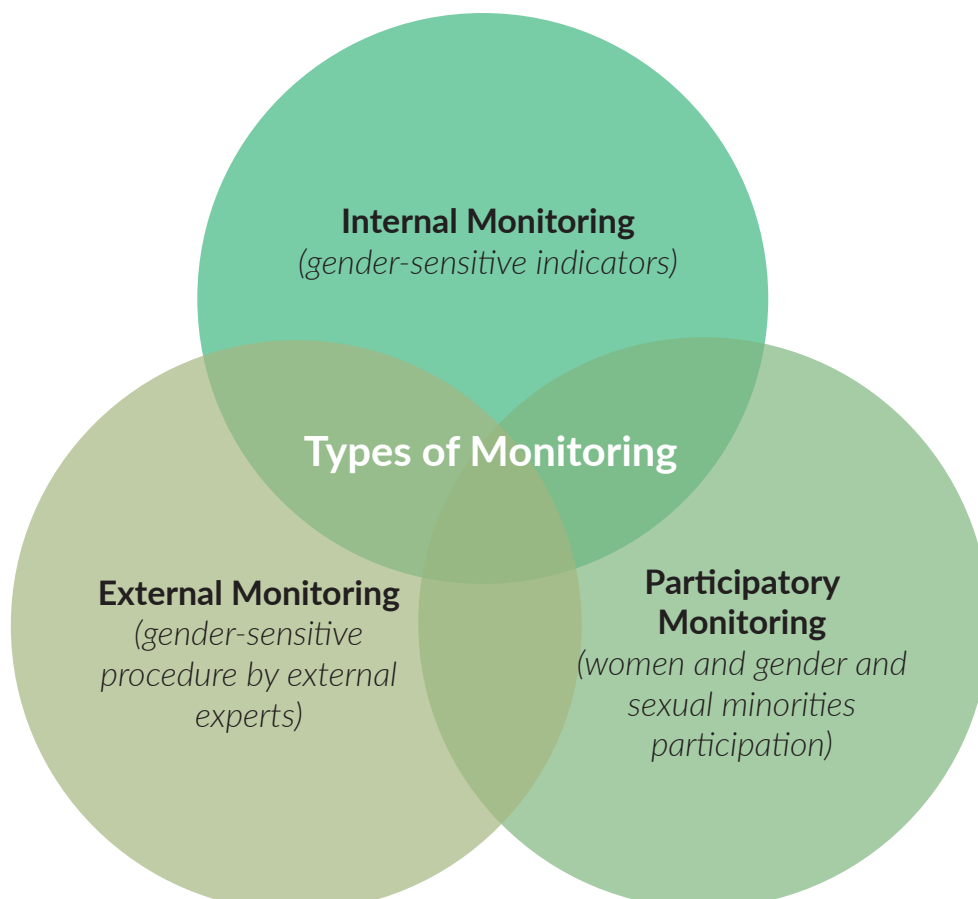 Internal Monitoring
(gender-sensitive indicators)
Types of Monitoring
External Monitoring
(gender-sensitive
procedure by external
experts)
Participatory
Monitoring
(women and gender and
sexual minorities
participation)